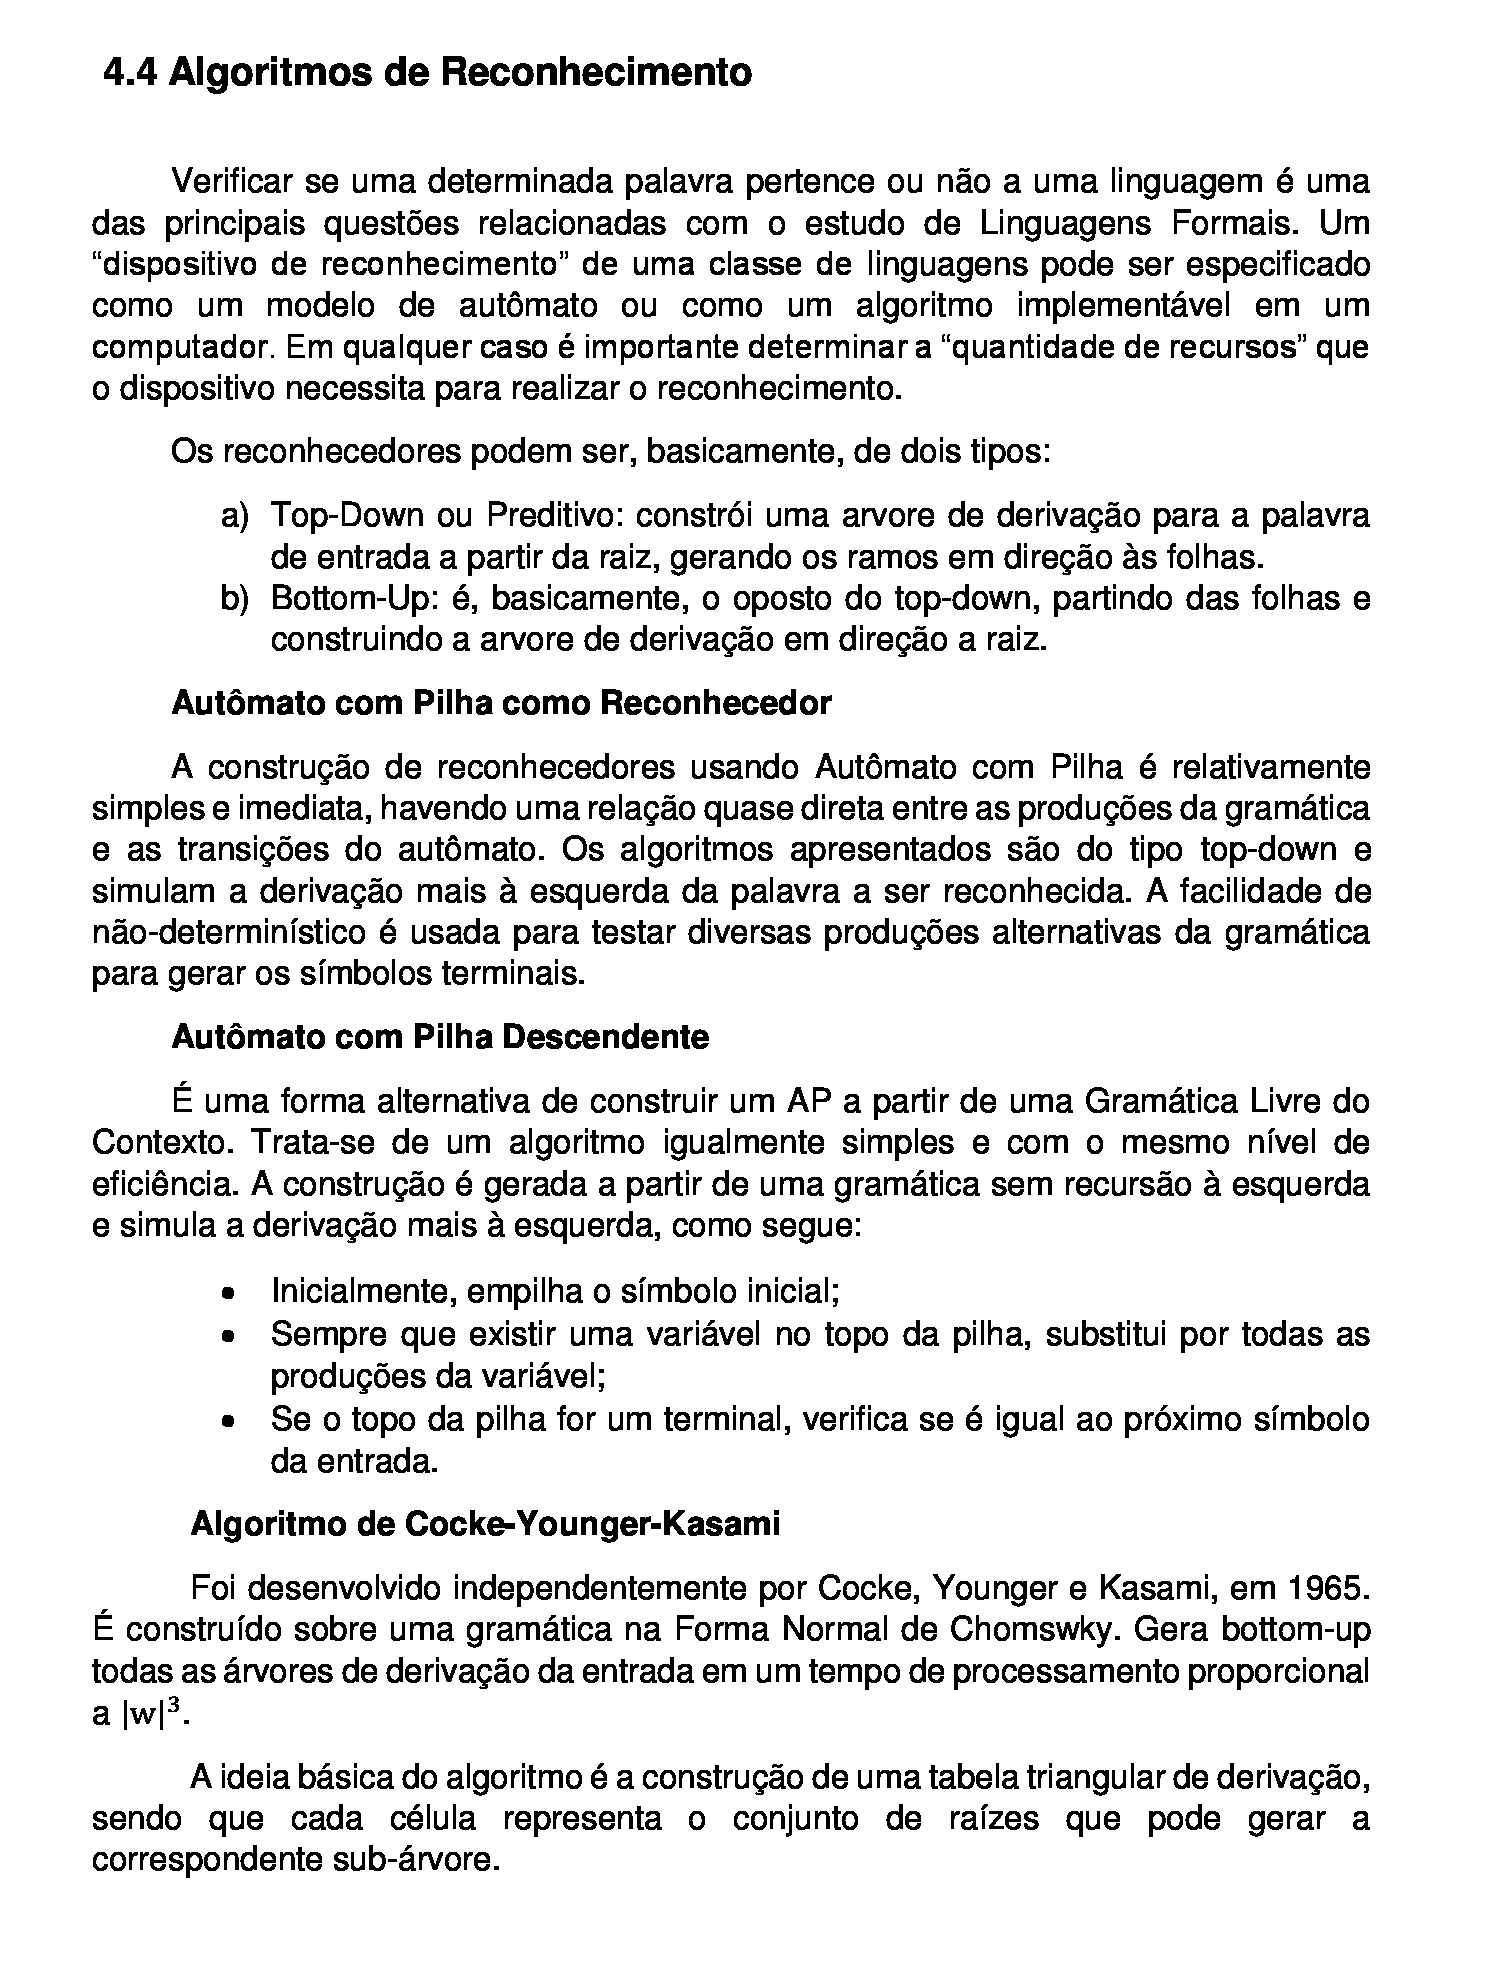 4.4 Algoritmos de Reconhecimento
Verificar se uma determinada palavra pertence ou não a uma linguagem é uma
das principais questões relacionadas com o estudo de Linguagens Formais. Um
“dispositivo de reconhecimento” de uma classe de linguagens pode ser especificado
como um modelo de autômato ou como um algoritmo implementável em um
computador. Em qualquer caso é importante determinar a “quantidade de recursos” que
o dispositivo necessita para realizar o reconhecimento.
Os reconhecedores podem ser, basicamente, de dois tipos:
a) Top-Down ou Preditivo: constrói uma arvore de derivação para a palavra
de entrada a partir da raiz, gerando os ramos em direção às folhas.
b) Bottom-Up: é, basicamente, o oposto do top-down, partindo das folhas e
construindo a arvore de derivação em direção a raiz.
Autômato com Pilha como Reconhecedor
A construção de reconhecedores usando Autômato com Pilha é relativamente
simples e imediata, havendo uma relação quase direta entre as produções da gramática
e as transições do autômato. Os algoritmos apresentados são do tipo top-down e
simulam a derivação mais à esquerda da palavra a ser reconhecida. A facilidade de
não-determinístico é usada para testar diversas produções alternativas da gramática
para gerar os símbolos terminais.
Autômato com Pilha Descendente
É uma forma alternativa de construir um AP a partir de uma Gramática Livre do
Contexto. Trata-se de um algoritmo igualmente simples e com o mesmo nível de
eficiência. A construção é gerada a partir de uma gramática sem recursão à esquerda
e simula a derivação mais à esquerda, como segue:
• Inicialmente, empilha o símbolo inicial;
• Sempre que existir uma variável no topo da pilha, substitui por todas as
produções da variável;
• Se o topo da pilha for um terminal, verifica se é igual ao próximo símbolo
da entrada.
Algoritmo de Cocke-Younger-Kasami
Foi desenvolvido independentemente por Cocke, Younger e Kasami, em 1965.
É construído sobre uma gramática na Forma Normal de Chomswky. Gera bottom-up
todas as árvores de derivação da entrada em um tempo de processamento proporcional
a |w|³.
A ideia básica do algoritmo é a construção de uma tabela triangular de derivação,
sendo que cada célula representa o conjunto de raízes que pode gerar a
correspondente sub-árvore.